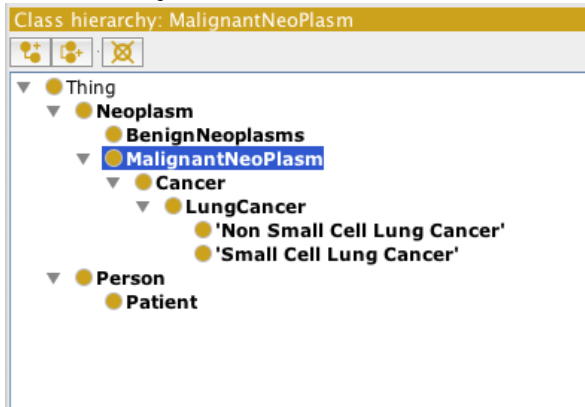 Class hierarchy: MalignantNeoPlasm
Thing
Neoplasm
BenignNeoplasms
MalignantNeoPlasm
Cancer
LungCancer
'Non Small Cell Lung Cancer'
'Small Cell Lung Cancer'
Person
Patient